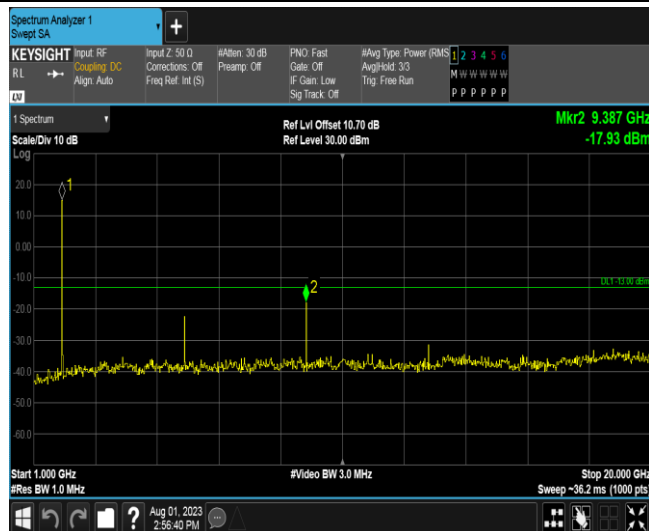 Spectrum Analyzer 1
Swept SA
+
KEYSIGHT
RL
LXI
Input: RF
Coupling: DC
Align: Auto
Input Z: 50 Ω
Corrections: Off
Freq Ref: Int (S)
#Atten: 30 dB
Preamp: Off
PNO: Fast
Gate: Off
IF Gain: Low
Sig Track: Off
#Avg Type: Power (RMS
Avg|Hold: 3/3
Trig: Free Run
1 2 3 4 5 6
M W W W W W
P P P P P P
1 Spectrum
Scale/Div 10 dB
Log
Ref Lvl Offset 10.70 dB
Ref Level 30.00 dBm
Mkr2 9.387 GHz
-17.93 dBm
20.0
1
10.0
0.00
-10.0
DL1 -13.00 dBm
2
-20.0
-30.0
-40.0
-50.0
-60.0
Start 1.000 GHz
#Video BW 3.0 MHz
Stop 20.000 GHz
#Res BW 1.0 MHz
Sweep ~36.2 ms (1000 pts)
?
Aug 01, 2023
2:56:40 PM